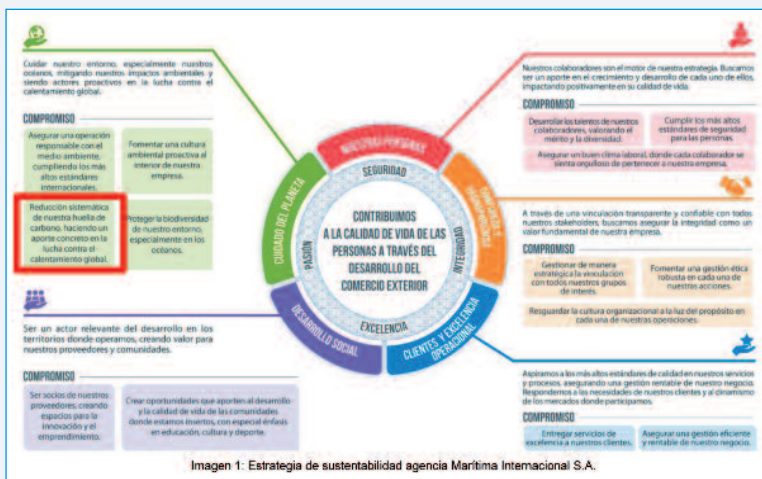 Cuidar nuestro entorno, especialmente nuestros
océanos, mitigando nuestros impactos ambientales y
siendo actores proactivos en la lucha contra el
calentamiento global.
COMPROMISO
Asegurar una operación
responsable con el
medio ambiente,
cumpliendo los más
altos estándares
internacionales.
Fomentar una cultura
ambiental proactiva al
interior de nuestra
empresa.
Reducción sistemática
de nuestra huella de
carbono, haciendo un
aporte concreto en la
lucha contra el
calentamiento global.
Proteger la biodiversidad
de nuestro entorno,
especialmente en los
océanos.
Ser un actor relevante del desarrollo en los
territorios donde operamos, creando valor para
nuestros proveedores y comunidades.
COMPROMISO
Ser socios de nuestros
proveedores, creando
espacios para la
innovación y el
emprendimiento.
Crear oportunidades que aporten al desarrollo
y la calidad de vida de las comunidades
donde estamos insertos, con especial énfasis
en educación, cultura y deporte.
NUESTRAS PERSONAS
CUIDADO DEL PLANETA
DESARROLLO SOCIAL
CLIENTES Y EXCELENCIA
OPERACIONAL
SEGURIDAD
PASIÓN
INTEGRIDAD
EXCELENCIA
CONTRIBUIMOS
A LA CALIDAD DE VIDA DE LAS
PERSONAS A TRAVÉS DEL
DESARROLLO DEL
COMERCIO EXTERIOR
Nuestros colaboradores son el motor de nuestra estrategia. Buscamos
ser un aporte en el crecimiento y desarrollo de cada uno de ellos,
impactando positivamente en su calidad de vida.
COMPROMISO
Desarrollar los talentos de nuestros
colaboradores, valorando el
mérito y la diversidad.
Cumplir los más altos
estándares de seguridad
para las personas.
Asegurar un buen clima laboral, donde cada colaborador se
sienta orgulloso de pertenecer a nuestra empresa.
A través de una vinculación transparente y confiable con todos
nuestros stakeholders, buscamos asegurar la integridad como un
valor fundamental de nuestra empresa.
COMPROMISO
Gestionar de manera
estratégica la vinculación
con todos nuestros grupos
de interés.
Fomentar una gestión ética
robusta en cada una de
nuestras acciones.
Resguardar la cultura organizacional a la luz del propósito en
cada una de nuestras operaciones.
Aspiramos a los más altos estándares de calidad en nuestros servicios
y procesos, asegurando una gestión rentable de nuestro negocio.
Respondemos a las necesidades de nuestros clientes y al dinamismo
de los mercados donde participamos.
COMPROMISO
Entregar servicios de
excelencia a nuestros clientes.
Asegurar una gestión eficiente
y rentable de nuestro negocio.
Imagen 1: Estrategia de sustentabilidad agencia Marítima Internacional S.A.